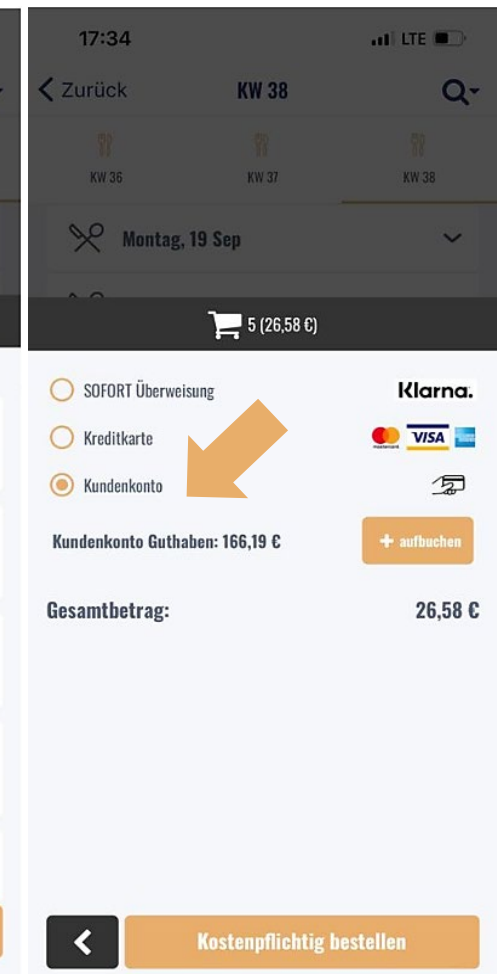 17:34 LTE
Zurück KW 38
KW 36 KW 37 KW 38
Montag, 19 Sep
5 (26,58 €)
SOFORT Überweisung Klarna.
Kreditkarte mastercard VISA
Kundenkonto
Kundenkonto Guthaben: 166,19 € + aufbuchen
Gesamtbetrag: 26,58 €
Kostenpflichtig bestellen